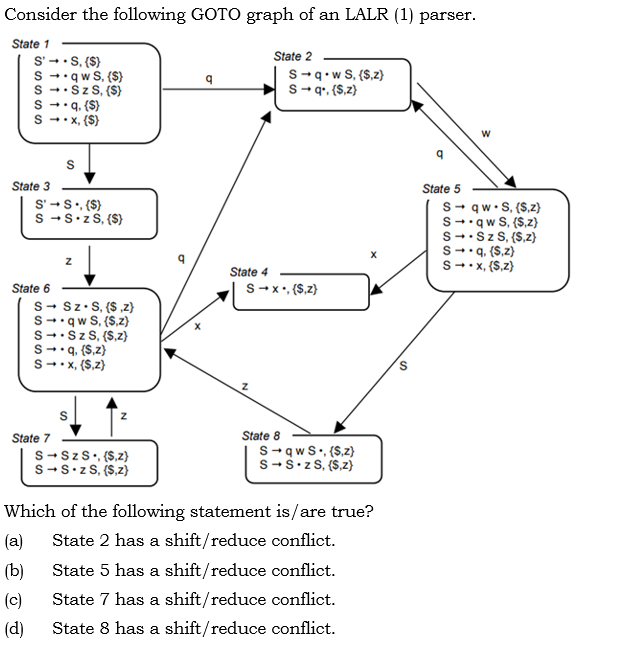 Consider the following GOTO graph of an LALR (1) parser.
State 1
S' → • S, {$}
S → • q w S, {$}
S → • S z S, {$}
S → • q, {$}
S → • x, {$}
q
State 2
S → q • w S, {$,z}
S → q•, {$,z}
w
q
S
State 3
S' → S •, {$}
S → S • z S, {$}
z
q
State 5
S → q w • S, {$,z}
S → • q w S, {$,z}
S → • S z S, {$,z}
S → • q, {$,z}
S → • x, {$,z}
x
State 4
S → x •, {$,z}
State 6
S → S z • S, {$ ,z}
S → • q w S, {$,z}
S → • S z S, {$,z}
S → • q, {$,z}
S → • x, {$,z}
x
S
z
S
z
State 7
S → S z S •, {$,z}
S → S • z S, {$,z}
State 8
S → q w S •, {$,z}
S → S • z S, {$,z}
Which of the following statement is/are true?
(a) State 2 has a shift/reduce conflict.
(b) State 5 has a shift/reduce conflict.
(c) State 7 has a shift/reduce conflict.
(d) State 8 has a shift/reduce conflict.